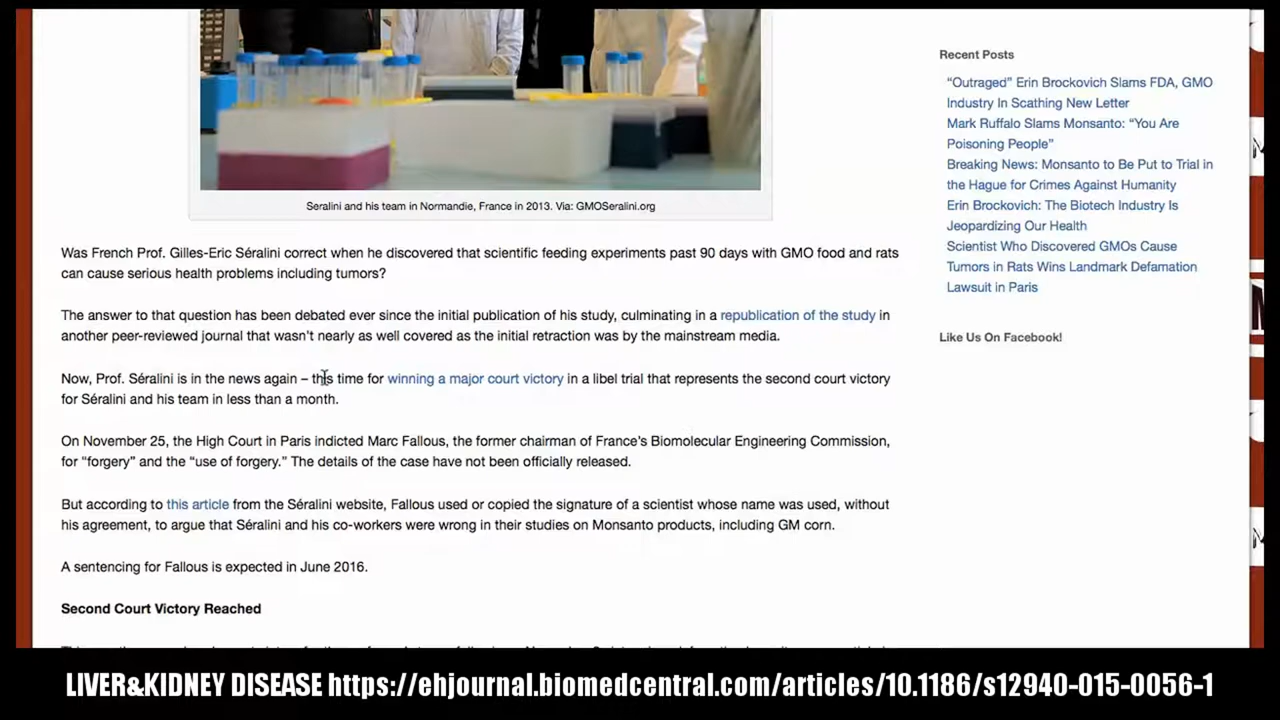 Seralini and his team in Normandie, France in 2013. Via: GMOSeralini.org
Was French Prof. Gilles-Eric Séralini correct when he discovered that scientific feeding experiments past 90 days with GMO food and rats
can cause serious health problems including tumors?
The answer to that question has been debated ever since the initial publication of his study, culminating in a republication of the study in
another peer-reviewed journal that wasn't nearly as well covered as the initial retraction was by the mainstream media.
Now, Prof. Séralini is in the news again – this time for winning a major court victory in a libel trial that represents the second court victory
for Séralini and his team in less than a month.
On November 25, the High Court in Paris indicted Marc Fallous, the former chairman of France's Biomolecular Engineering Commission,
for “forgery” and the “use of forgery.” The details of the case have not been officially released.
But according to this article from the Séralini website, Fallous used or copied the signature of a scientist whose name was used, without
his agreement, to argue that Séralini and his co-workers were wrong in their studies on Monsanto products, including GM corn.
A sentencing for Fallous is expected in June 2016.
Second Court Victory Reached
Recent Posts
“Outraged” Erin Brockovich Slams FDA, GMO
Industry In Scathing New Letter
Mark Ruffalo Slams Monsanto: “You Are
Poisoning People”
Breaking News: Monsanto to Be Put to Trial in
the Hague for Crimes Against Humanity
Erin Brockovich: The Biotech Industry Is
Jeopardizing Our Health
Scientist Who Discovered GMOs Cause
Tumors in Rats Wins Landmark Defamation
Lawsuit in Paris
Like Us On Facebook!
LIVER&KIDNEY DISEASE https://ehjournal.biomedcentral.com/articles/10.1186/s12940-015-0056-1